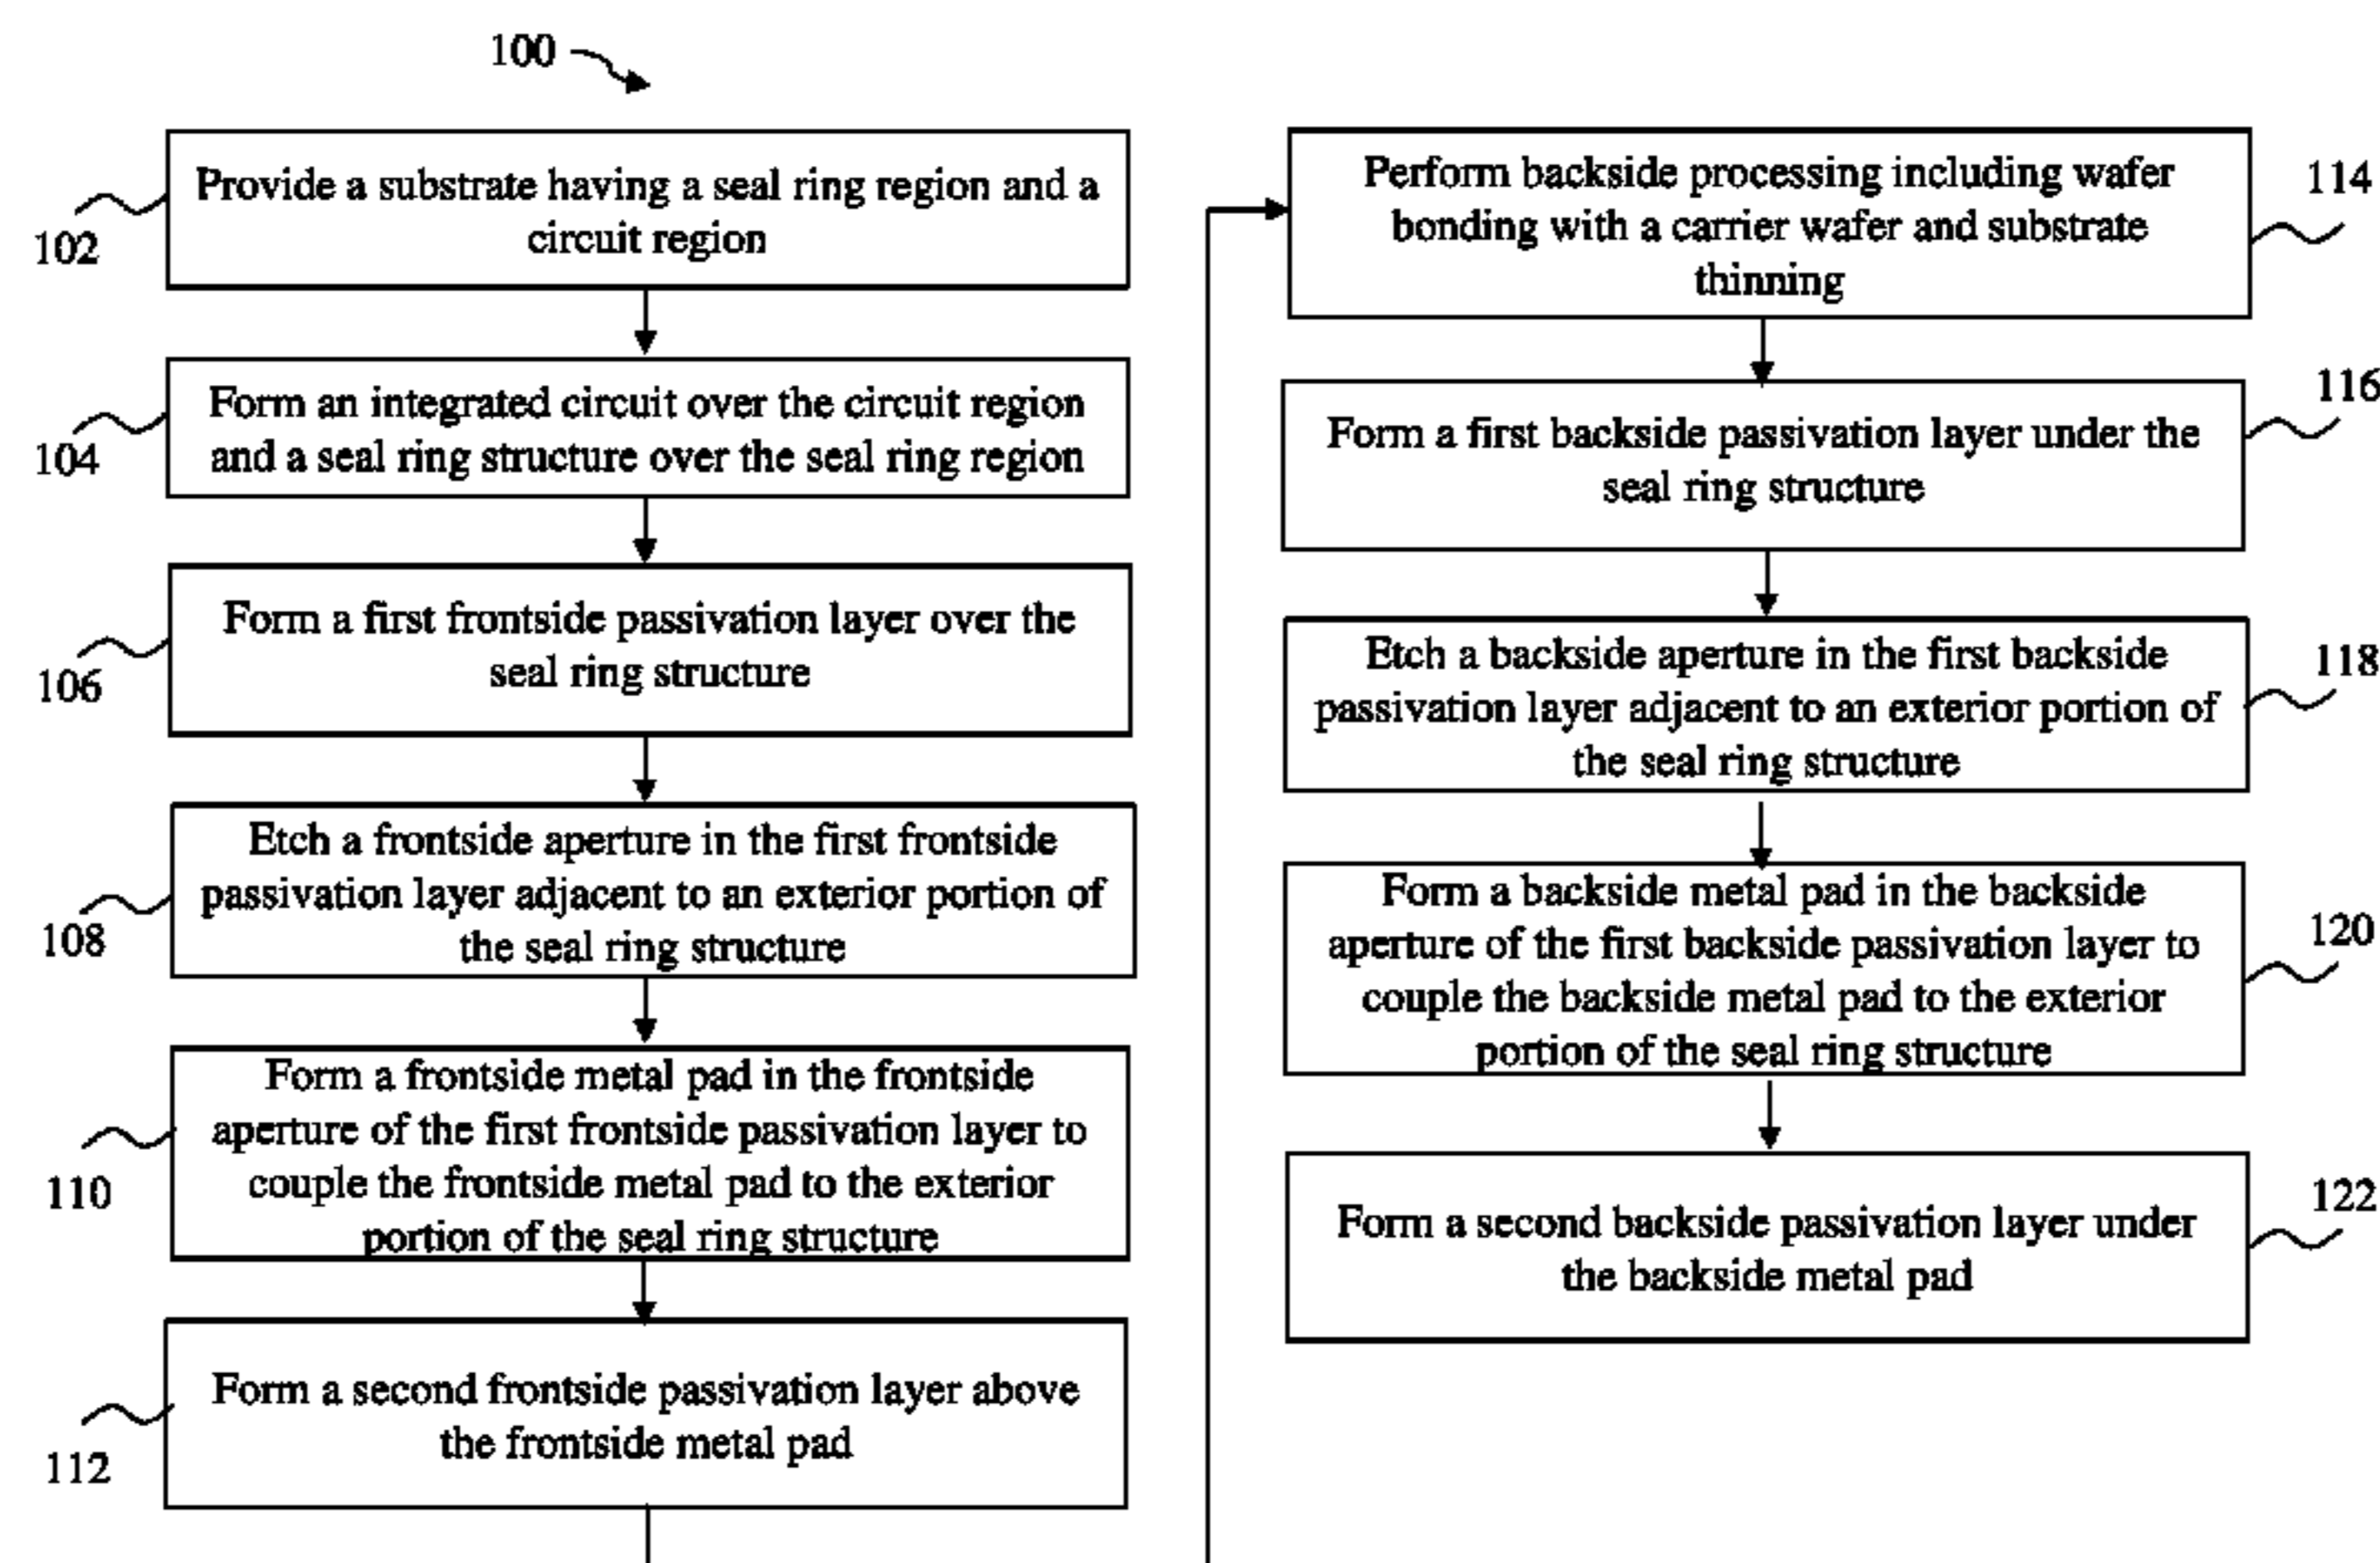 100
Provide a substrate having a seal ring region and a
circuit region
102
Form an integrated circuit over the circuit region
and a seal ring structure over the seal ring region
104
Form a first frontside passivation layer over the
seal ring structure
106
Etch a frontside aperture in the first frontside
passivation layer adjacent to an exterior portion of
the seal ring structure
108
Form a frontside metal pad in the frontside
aperture of the first frontside passivation layer to
couple the frontside metal pad to the exterior
portion of the seal ring structure
110
Form a second frontside passivation layer above
the frontside metal pad
112
Perform backside processing including wafer
bonding with a carrier wafer and substrate
thinning
114
Form a first backside passivation layer under the
seal ring structure
116
Etch a backside aperture in the first backside
passivation layer adjacent to an exterior portion of
the seal ring structure
118
Form a backside metal pad in the backside
aperture of the first backside passivation layer to
couple the backside metal pad to the exterior
portion of the seal ring structure
120
Form a second backside passivation layer under
the backside metal pad
122